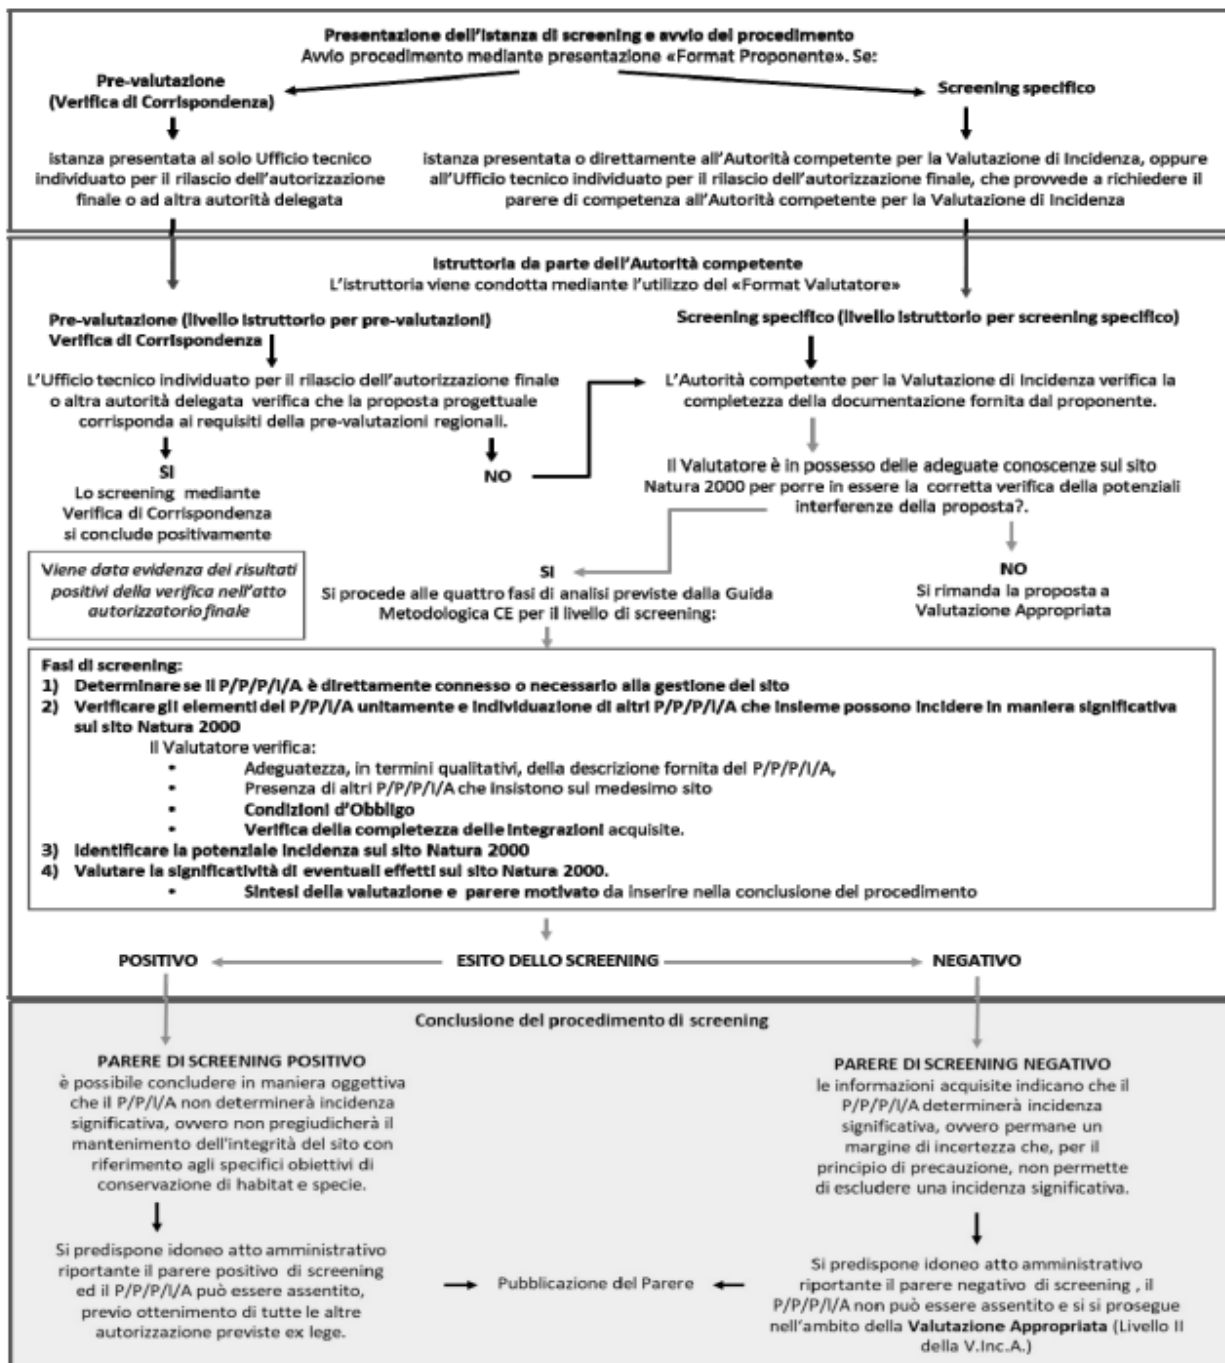 Presentazione dell'istanza di screening e avvio del procedimento
Avvio procedimento mediante presentazione «Format Proponente». Se:
Pre-valutazione
(Verifica di Corrispondenza)
Screening specifico
istanza presentata al solo Ufficio tecnico
individuato per il rilascio dell'autorizzazione
finale o ad altra autorità delegata
istanza presentata o direttamente all'Autorità competente per la Valutazione di Incidenza, oppure
all'Ufficio tecnico individuato per il rilascio dell'autorizzazione finale, che provvede a richiedere il
parere di competenza all'Autorità competente per la Valutazione di Incidenza
Istruttoria da parte dell'Autorità competente
L'istruttoria viene condotta mediante l'utilizzo del «Format Valutatore»
Pre-valutazione (livello istruttorio per pre-valutazioni)
Verifica di Corrispondenza
Screening specifico (livello istruttorio per screening specifico)
L'Ufficio tecnico individuato per il rilascio dell'autorizzazione finale
o altra autorità delegata verifica che la proposta progettuale
corrisponda ai requisiti della pre-valutazioni regionali.
L'Autorità competente per la Valutazione di Incidenza verifica la
completezza della documentazione fornita dal proponente.
SI
NO
Lo screening mediante
Verifica di Corrispondenza
si conclude positivamente
Il Valutatore è in possesso delle adeguate conoscenze sul sito
Natura 2000 per porre in essere la corretta verifica della potenziali
interferenze della proposta?.
Viene data evidenza dei risultati
positivi della verifica nell'atto
autorizzatorio finale
SI
Si procede alle quattro fasi di analisi previste dalla Guida
Metodologica CE per il livello di screening:
NO
Si rimanda la proposta a
Valutazione Appropriata
Fasi di screening:
1) Determinare se il P/P/P/I/A è direttamente connesso o necessario alla gestione del sito
2) Verificare gli elementi del P/P/I/A unitamente e individuazione di altri P/P/P/I/A che insieme possono incidere in maniera significativa
sul sito Natura 2000
Il Valutatore verifica:
• Adeguatezza, in termini qualitativi, della descrizione fornita del P/P/P/I/A,
• Presenza di altri P/P/P/I/A che insistono sul medesimo sito
• Condizioni d'Obbligo
• Verifica della completezza delle integrazioni acquisite.
3) Identificare la potenziale incidenza sul sito Natura 2000
4) Valutare la significatività di eventuali effetti sul sito Natura 2000.
• Sintesi della valutazione e parere motivato da inserire nella conclusione del procedimento
POSITIVO
ESITO DELLO SCREENING
NEGATIVO
Conclusione del procedimento di screening
PARERE DI SCREENING POSITIVO
è possibile concludere in maniera oggettiva
che il P/P/I/A non determinerà incidenza
significativa, ovvero non pregiudicherà il
mantenimento dell'integrità del sito con
riferimento agli specifici obiettivi di
conservazione di habitat e specie.
PARERE DI SCREENING NEGATIVO
le informazioni acquisite indicano che il
P/P/P/I/A determinerà incidenza
significativa, ovvero permane un
margine di incertezza che, per il
principio di precauzione, non permette
di escludere una incidenza significativa.
Si predispone idoneo atto amministrativo
riportante il parere positivo di screening
ed il P/P/P/I/A può essere assentito,
previo ottenimento di tutte le altre
autorizzazione previste ex lege.
Pubblicazione del Parere
Si predispone idoneo atto amministrativo
riportante il parere negativo di screening , il
P/P/P/I/A non può essere assentito e si si prosegue
nell'ambito della Valutazione Appropriata (Livello II
della V.Inc.A.)